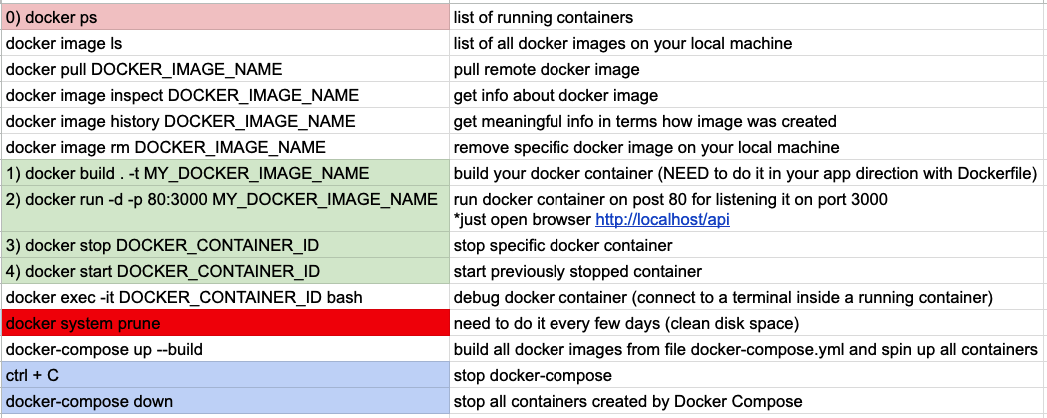 0) docker ps list of running containers
docker image ls list of all docker images on your local machine
docker pull DOCKER_IMAGE_NAME pull remote docker image
docker image inspect DOCKER_IMAGE_NAME get info about docker image
docker image history DOCKER_IMAGE_NAME get meaningful info in terms how image was created
docker image rm DOCKER_IMAGE_NAME remove specific docker image on your local machine
1) docker build . -t MY_DOCKER_IMAGE_NAME build your docker container (NEED to do it in your app direction with Dockerfile)
2) docker run -d -p 80:3000 MY_DOCKER_IMAGE_NAME run docker container on post 80 for listening it on port 3000
*just open browser http://localhost/api
3) docker stop DOCKER_CONTAINER_ID stop specific docker container
4) docker start DOCKER_CONTAINER_ID start previously stopped container
docker exec -it DOCKER_CONTAINER_ID bash debug docker container (connect to a terminal inside a running container)
docker system prune need to do it every few days (clean disk space)
docker-compose up --build build all docker images from file docker-compose.yml and spin up all containers
ctrl + C stop docker-compose
docker-compose down stop all containers created by Docker Compose